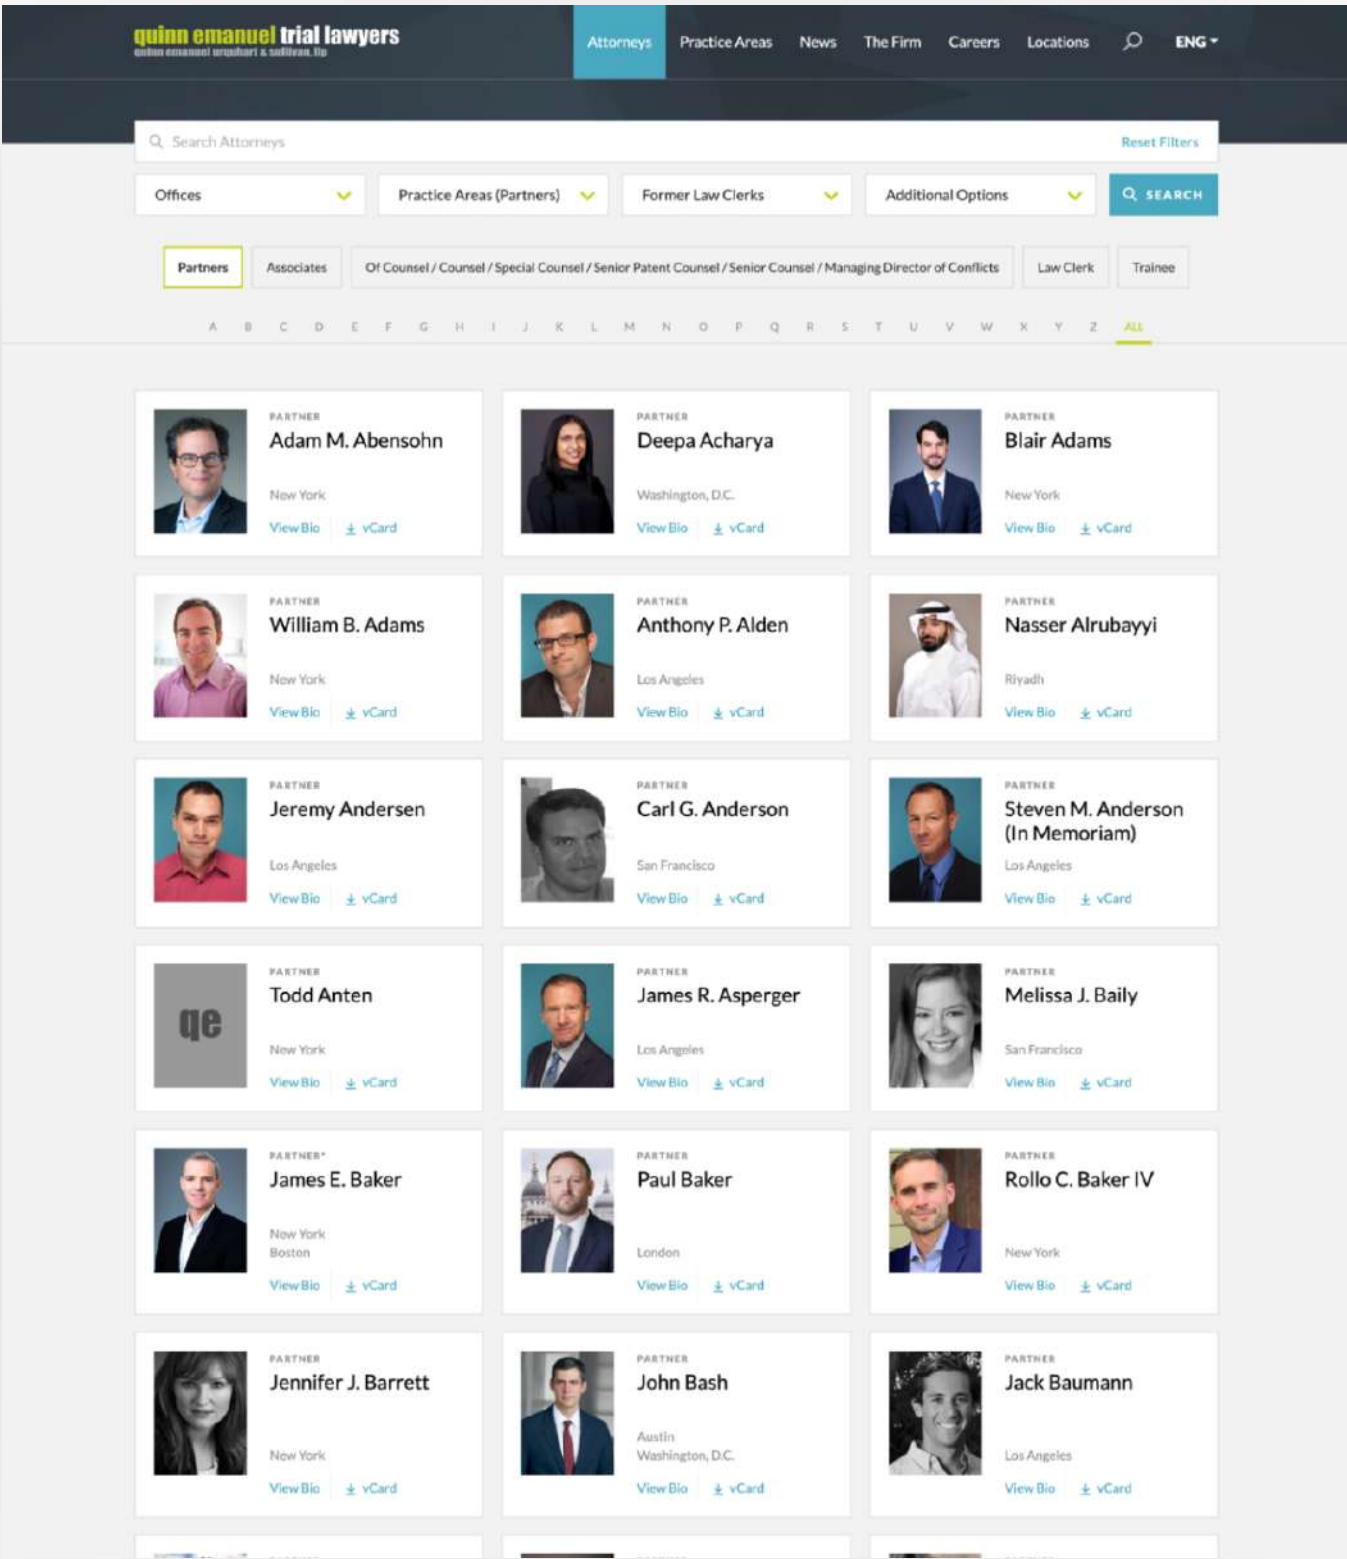 quinn emanuel trial lawyers
quinn emanuel urquhart & sullivan, llp
Attorneys Practice Areas News The Firm Careers Locations ENG
Search Attorneys Reset Filters
Offices Practice Areas (Partners) Former Law Clerks Additional Options SEARCH
Partners Associates Of Counsel / Counsel / Special Counsel / Senior Patent Counsel / Senior Counsel / Managing Director of Conflicts Law Clerk Trainee
A B C D E F G H I J K L M N O P Q R S T U V W X Y Z ALL
PARTNER
Adam M. Abensohn
New York
View Bio vCard
PARTNER
Deepa Acharya
Washington, D.C.
View Bio vCard
PARTNER
Blair Adams
New York
View Bio vCard
PARTNER
William B. Adams
New York
View Bio vCard
PARTNER
Anthony P. Alden
Los Angeles
View Bio vCard
PARTNER
Nasser Alrubayyi
Riyadh
View Bio vCard
PARTNER
Jeremy Andersen
Los Angeles
View Bio vCard
PARTNER
Carl G. Anderson
San Francisco
View Bio vCard
PARTNER
Steven M. Anderson
(In Memoriam)
Los Angeles
View Bio vCard
qe
PARTNER
Todd Anten
New York
View Bio vCard
PARTNER
James R. Asperger
Los Angeles
View Bio vCard
PARTNER
Melissa J. Baily
San Francisco
View Bio vCard
PARTNER*
James E. Baker
New York
Boston
View Bio vCard
PARTNER
Paul Baker
London
View Bio vCard
PARTNER
Rollo C. Baker IV
New York
View Bio vCard
PARTNER
Jennifer J. Barrett
New York
View Bio vCard
PARTNER
John Bash
Austin
Washington, D.C.
View Bio vCard
PARTNER
Jack Baumann
Los Angeles
View Bio vCard